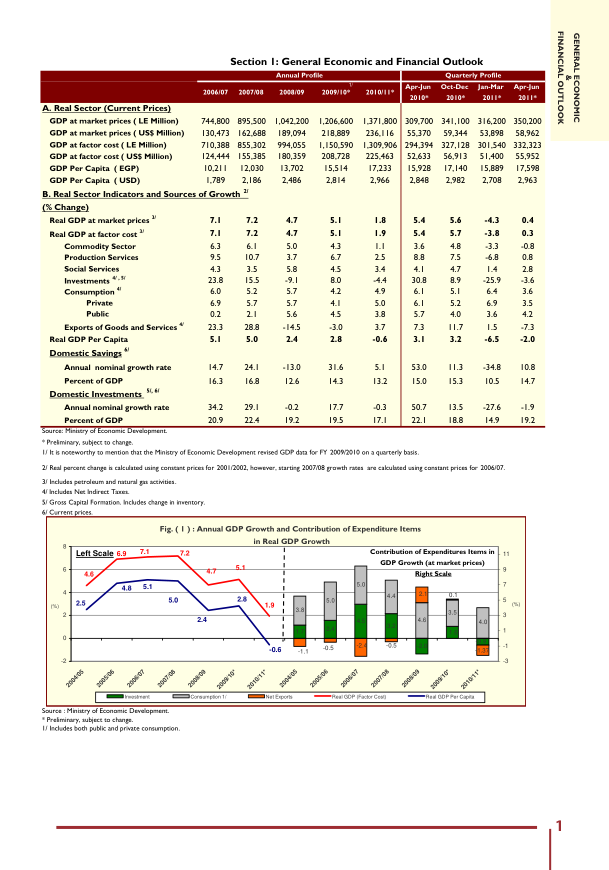 GENERAL ECONOMIC
&
FINANCIAL OUTLOOK
Section 1: General Economic and Financial Outlook
Annual Profile Quarterly Profile
2006/07 2007/08 2008/09 2009/10* 1/ 2010/11* Apr-Jun 2010* Oct-Dec 2010* Jan-Mar 2011* Apr-Jun 2011*
A. Real Sector (Current Prices)
GDP at market prices ( LE Million) 744,800 895,500 1,042,200 1,206,600 1,371,800 309,700 341,100 316,200 350,200
GDP at market prices ( US$ Million) 130,473 162,688 189,094 218,889 236,116 55,370 59,344 53,898 58,962
GDP at factor cost ( LE Million) 710,388 855,302 994,055 1,150,590 1,309,906 294,394 327,128 301,540 332,323
GDP at factor cost ( US$ Million) 124,444 155,385 180,359 208,728 225,463 52,633 56,913 51,400 55,952
GDP Per Capita ( EGP) 10,211 12,030 13,702 15,514 17,233 15,928 17,140 15,889 17,598
GDP Per Capita ( USD) 1,789 2,186 2,486 2,814 2,966 2,848 2,982 2,708 2,963
B. Real Sector Indicators and Sources of Growth 2/
(% Change)
Real GDP at market prices 3/ 7.1 7.2 4.7 5.1 1.8 5.4 5.6 -4.3 0.4
Real GDP at factor cost 3/ 7.1 7.2 4.7 5.1 1.9 5.4 5.7 -3.8 0.3
Commodity Sector 6.3 6.1 5.0 4.3 1.1 3.6 4.8 -3.3 -0.8
Production Services 9.5 10.7 3.7 6.7 2.5 8.8 7.5 -6.8 0.8
Social Services 4.3 3.5 5.8 4.5 3.4 4.1 4.7 1.4 2.8
Investments 4/, 5/ 23.8 15.5 -9.1 8.0 -4.4 30.8 8.9 -25.9 -3.6
Consumption 4/ 6.0 5.2 5.7 4.2 4.9 6.1 5.1 6.4 3.6
Private 6.9 5.7 5.7 4.1 5.0 6.1 5.2 6.9 3.5
Public 0.2 2.1 5.6 4.5 3.8 5.7 4.0 3.6 4.2
Exports of Goods and Services 4/ 23.3 28.8 -14.5 -3.0 3.7 7.3 11.7 1.5 -7.3
Real GDP Per Capita 5.1 5.0 2.4 2.8 -0.6 3.1 3.2 -6.5 -2.0
Domestic Savings 6/
Annual nominal growth rate 14.7 24.1 -13.0 31.6 5.1 53.0 11.3 -34.8 10.8
Percent of GDP 16.3 16.8 12.6 14.3 13.2 15.0 15.3 10.5 14.7
Domestic Investments 5/, 6/
Annual nominal growth rate 34.2 29.1 -0.2 17.7 -0.3 50.7 13.5 -27.6 -1.9
Percent of GDP 20.9 22.4 19.2 19.5 17.1 22.1 18.8 14.9 19.2
Source: Ministry of Economic Development.
* Preliminary, subject to change.
1/ It is noteworthy to mention that the Ministry of Economic Development revised GDP data for FY 2009/2010 on a quarterly basis.
2/ Real percent change is calculated using constant prices for 2001/2002, however, starting 2007/08 growth rates are calculated using constant prices for 2006/07.
3/ Includes petroleum and natural gas activities.
4/ Includes Net Indirect Taxes.
5/ Gross Capital Formation. Includes change in inventory.
6/ Current prices.
Fig. ( 1 ) : Annual GDP Growth and Contribution of Expenditure Items
in Real GDP Growth
Left Scale
Contribution of Expenditures Items in
GDP Growth (at market prices)
Right Scale
8 6 4 2 0 -2
(%)
4.6 6.9 7.1 7.2 4.7 5.1 1.9
2.5 4.8 5.1 5.0 2.4 2.8 -0.6
3.8 5.0 5.0 4.4 4.6 3.5 4.0
0.1
-1.1 -0.5 -0.5
11 9 7 5 3 1 -1 -3
(%)
2004/05 2005/06 2006/07 2007/08 2008/09 2009/10* 2010/11* 2004/05 2005/06 2006/07 2007/08 2008/09 2009/10* 2010/11*
Investment Consumption 1/ Net Exports Real GDP (Factor Cost) Real GDP Per Capita
Source : Ministry of Economic Development.
* Preliminary, subject to change.
1/ Includes both public and private consumption.
1